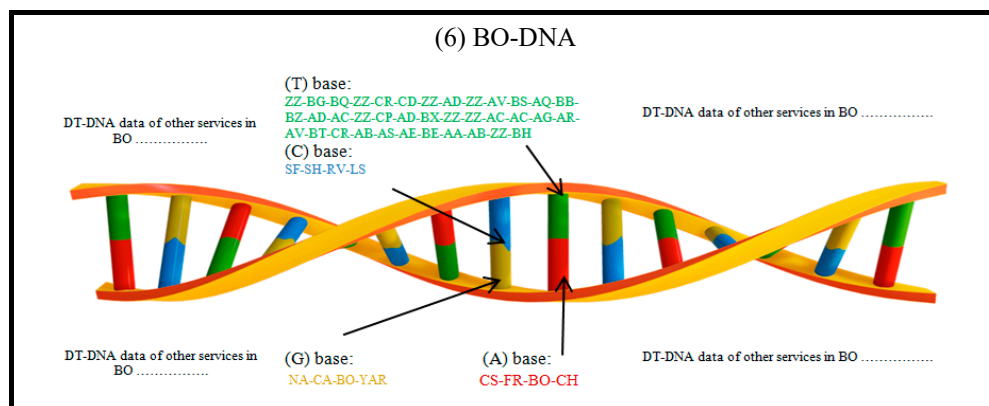 (6) BO-DNA
(T) base:
ZZ-BG-BQ-ZZ-CR-CD-ZZ-AD-ZZ-AV-BS-AQ-BB-
BZ-AD-AC-ZZ-CP-AD-BX-ZZ-ZZ-AC-AC-AG-AR-
AV-BT-CR-AB-AS-AE-BE-AA-AB-ZZ-BH
DT-DNA data of other services in
BO ……………..
DT-DNA data of other services in BO ……………..
(C) base:
SF-SH-RV-LS
DT-DNA data of other services in
BO ……………..
(G) base:
NA-CA-BO-YAR
(A) base:
CS-FR-BO-CH
DT-DNA data of other services in BO ……………..